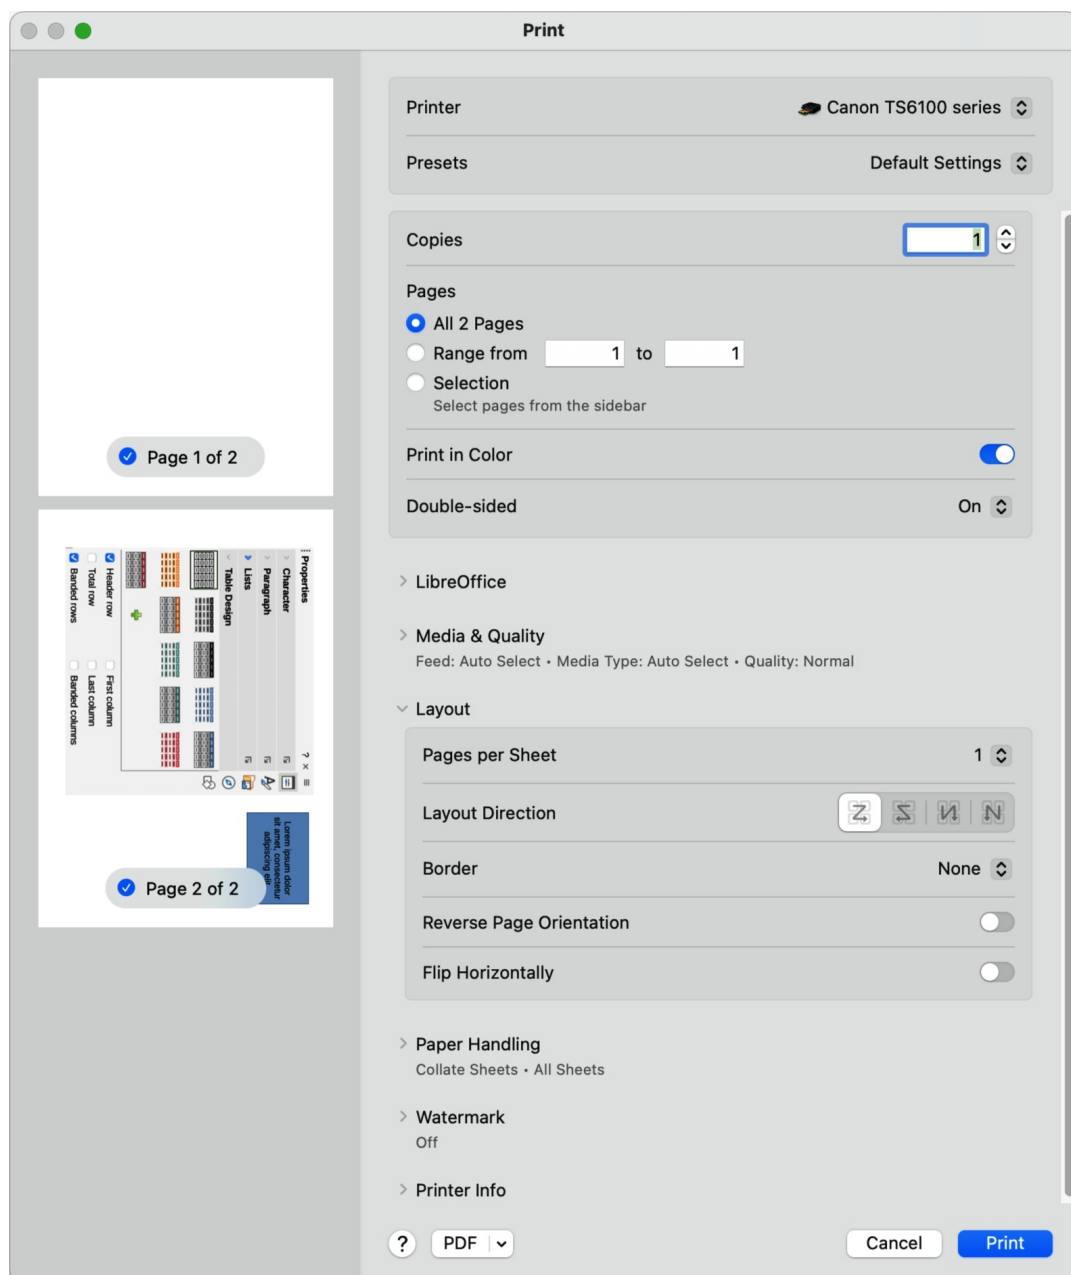 Print
Page 1 of 2
Properties
Character
Paragraph
Lists
Table Design
Header row
First column
Total row
Last column
Banded rows
Banded columns
Lorem ipsum dolor
sit amet, consectetur
adipiscing elit
Page 2 of 2
Printer Canon TS6100 series
Presets Default Settings
Copies 1
Pages
All 2 Pages
Range from 1 to 1
Selection
Select pages from the sidebar
Print in Color
Double-sided On
LibreOffice
Media & Quality
Feed: Auto Select • Media Type: Auto Select • Quality: Normal
Layout
Pages per Sheet 1
Layout Direction
Border None
Reverse Page Orientation
Flip Horizontally
Paper Handling
Collate Sheets • All Sheets
Watermark
Off
Printer Info
? PDF Cancel Print